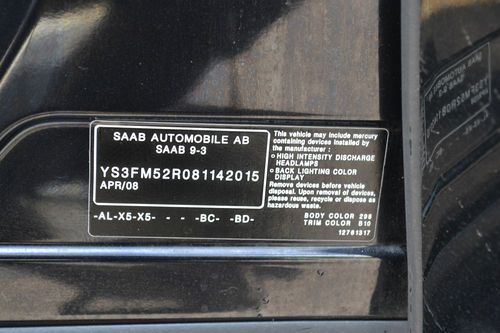 SAAB AUTOMOBILE AB
SAAB 9-3
YS3FM52R081142015
APR/08
-AL-X5-X5- - - -BC- -BD-
This vehicle may include mercury
containing devices installed by
the manufacturer :
HIGH INTENSITY DISCHARGE
HEADLAMPS
BACK LIGHTING COLOR
DISPLAY
Remove devices before vehicle
disposal. Upon removal of devices,
please reuse, recycle or dispose as
hazardous waste.
BODY COLOR 295
TRIM COLOR B10
12761317